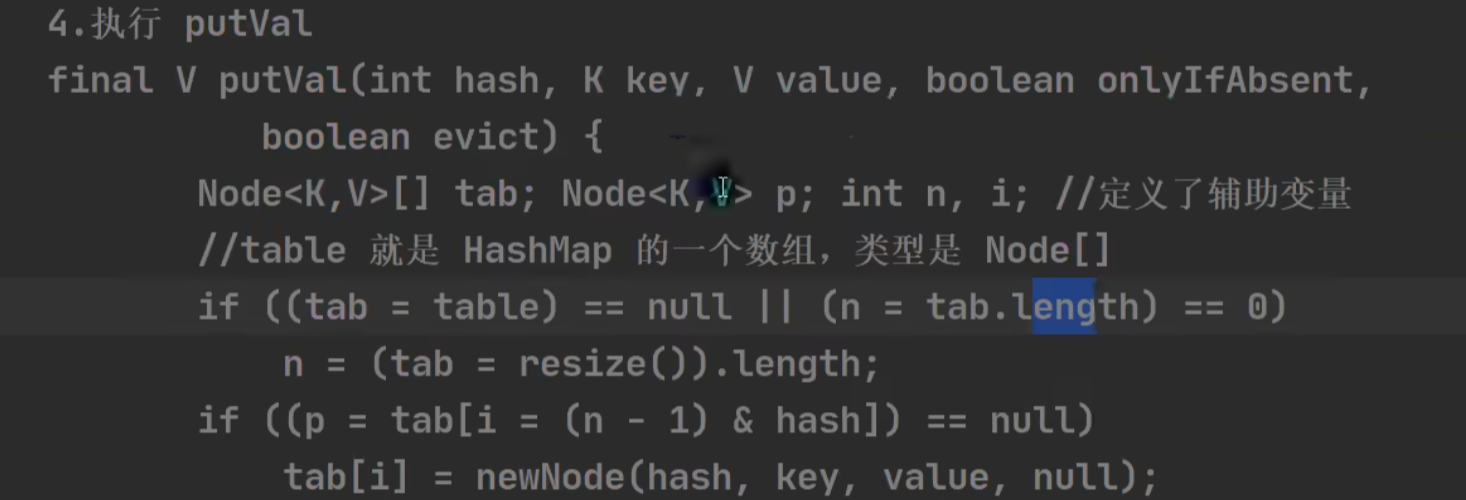 4.执行 putVal
final V putVal(int hash, K key, V value, boolean onlyIfAbsent,
boolean evict) {
Node<K,V>[] tab; Node<K,V> p; int n, i; //定义了辅助变量
//table 就是 HashMap 的一个数组，类型是 Node[]
if ((tab = table) == null || (n = tab.length) == 0)
n = (tab = resize()).length;
if ((p = tab[i = (n - 1) & hash]) == null)
tab[i] = newNode(hash, key, value, null);